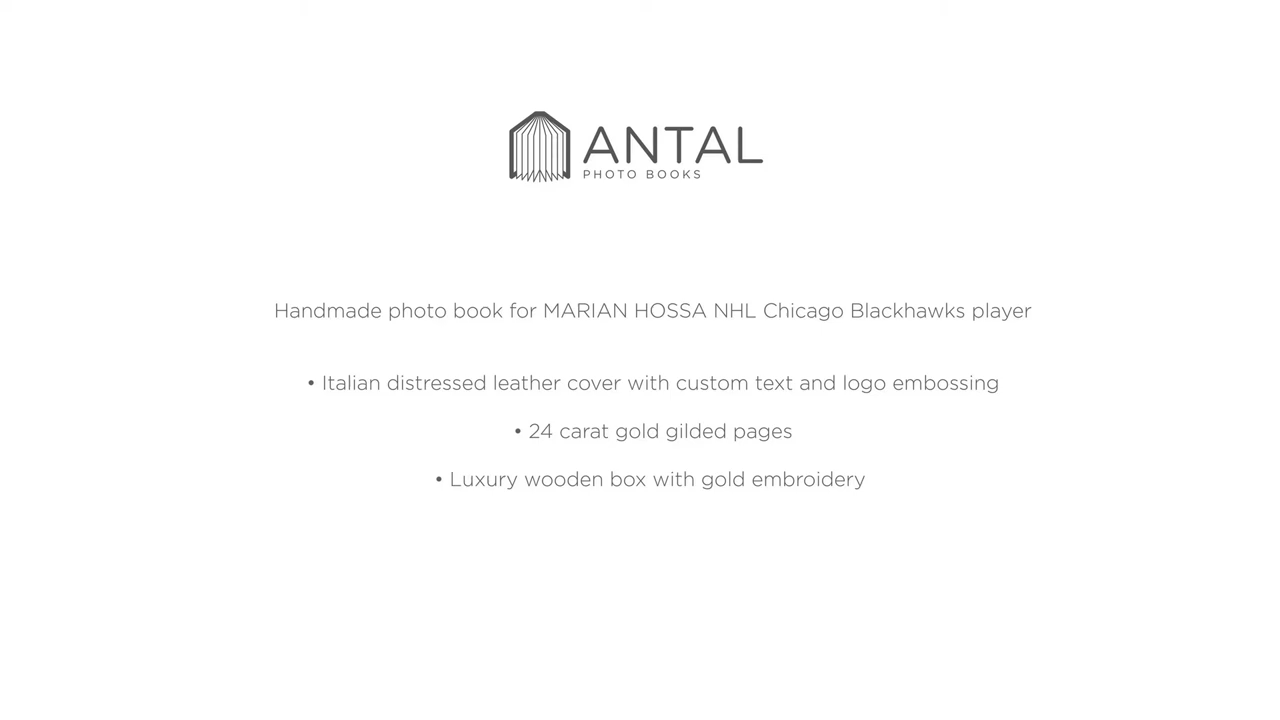 ANTAL
PHOTO BOOKS
Handmade photo book for MARIAN HOSSA NHL Chicago Blackhawks player
• Italian distressed leather cover with custom text and logo embossing
• 24 carat gold gilded pages
• Luxury wooden box with gold embroidery